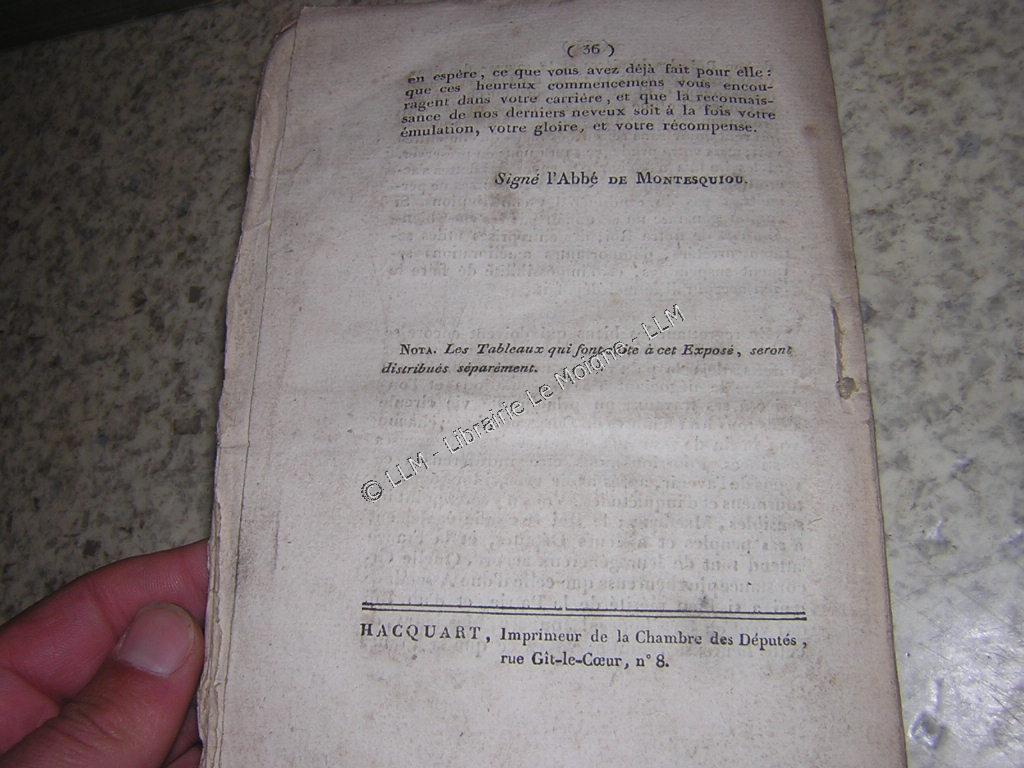 ( 36 )
en espère, ce que vous avez déjà fait pour elle :
que ces heureux commencemens vous encou-
ragent dans votre carrière, et que la reconnais-
sance de nos derniers neveux soit à la fois votre
émulation, votre gloire, et votre récompense.
Signé l'Abbé DE MONTESQUIOU.
NOTA. Les Tableaux qui font suite à cet Exposé, seront
distribués séparément.
© LLM - Librairie Le Moigne - LLM
HACQUART, Imprimeur de la Chambre des Députés,
rue Gît-le-Cœur, n° 8.